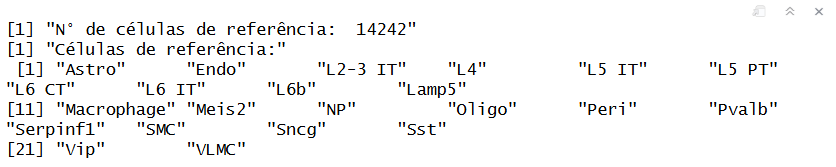 [1] "N° de células de referência:  14242"
[1] "Células de referência:"
 [1] "Astro"      "Endo"       "L2-3 IT"    "L4"         "L5 IT"      "L5 PT"
"L6 CT"      "L6 IT"      "L6b"        "Lamp5"
[11] "Macrophage" "Meis2"      "NP"         "Oligo"      "Peri"       "Pvalb"
"Serpinf1"   "SMC"        "Sncg"       "Sst"
[21] "Vip"        "VLMC"